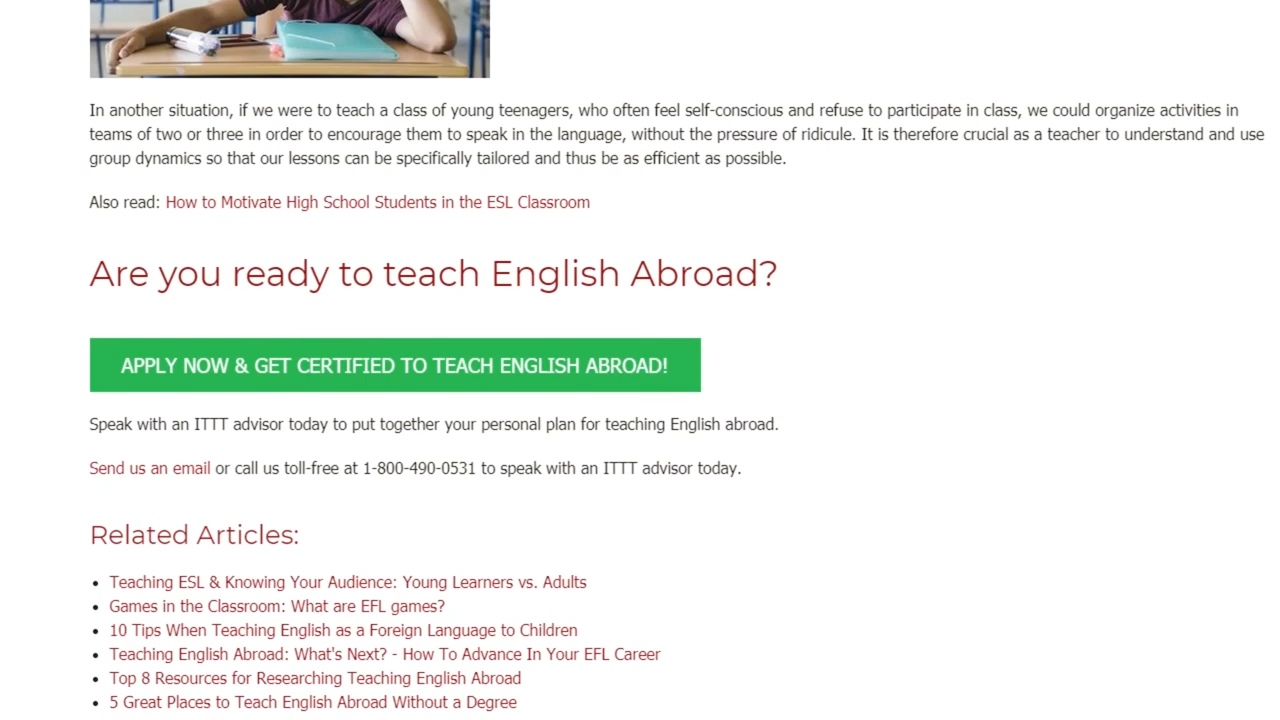 In another situation, if we were to teach a class of young teenagers, who often feel self-conscious and refuse to participate in class, we could organize activities in
teams of two or three in order to encourage them to speak in the language, without the pressure of ridicule. It is therefore crucial as a teacher to understand and use
group dynamics so that our lessons can be specifically tailored and thus be as efficient as possible.
Also read: How to Motivate High School Students in the ESL Classroom
Are you ready to teach English Abroad?
APPLY NOW & GET CERTIFIED TO TEACH ENGLISH ABROAD!
Speak with an ITTT advisor today to put together your personal plan for teaching English abroad.
Send us an email or call us toll-free at 1-800-490-0531 to speak with an ITTT advisor today.
Related Articles:
• Teaching ESL & Knowing Your Audience: Young Learners vs. Adults
• Games in the Classroom: What are EFL games?
• 10 Tips When Teaching English as a Foreign Language to Children
• Teaching English Abroad: What's Next? - How To Advance In Your EFL Career
• Top 8 Resources for Researching Teaching English Abroad
• 5 Great Places to Teach English Abroad Without a Degree